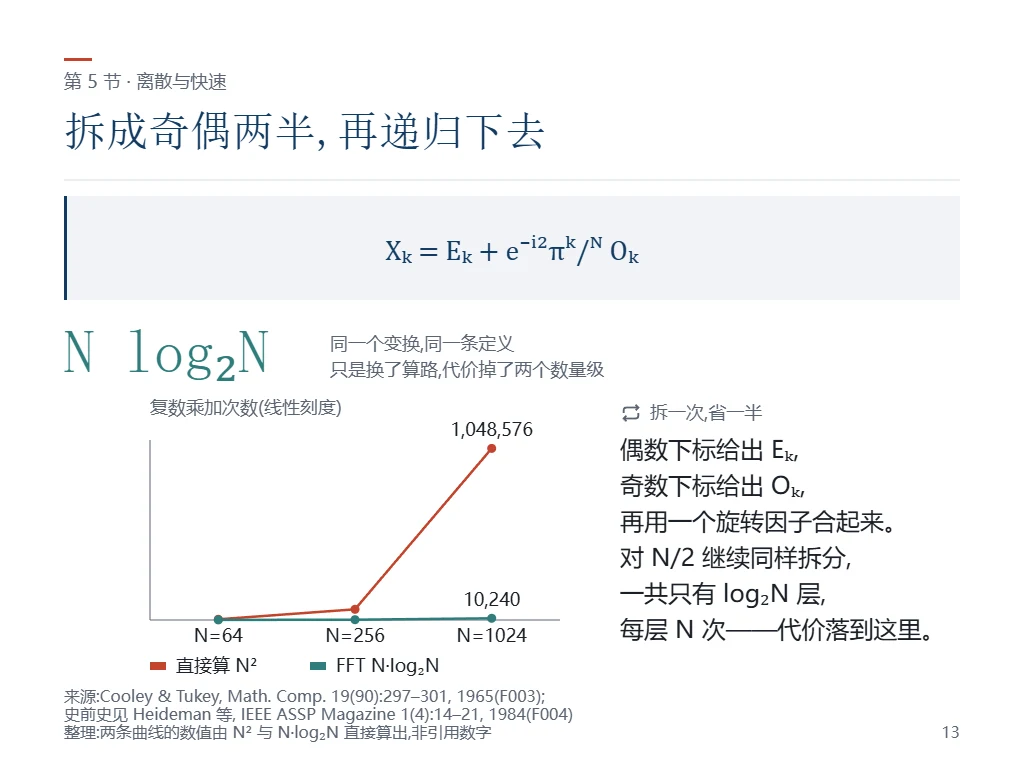 第 5 节 · 离散与快速
拆成奇偶两半, 再递归下去
Xₖ = Eₖ + e⁻ⁱ²πᵏ/ᴺ Oₖ
N log₂N
同一个变换,同一条定义
只是换了算路,代价掉了两个数量级
复数乘加次数(线性刻度)
1,048,576
10,240
N=64
N=256
N=1024
直接算 N²
FFT N·log₂N
拆一次,省一半
偶数下标给出 Eₖ,
奇数下标给出 Oₖ,
再用一个旋转因子合起来。
对 N/2 继续同样拆分,
一共只有 log₂N 层,
每层 N 次——代价落到这里。
来源:Cooley & Tukey, Math. Comp. 19(90):297–301, 1965(F003);
史前史见 Heideman 等, IEEE ASSP Magazine 1(4):14–21, 1984(F004)
整理:两条曲线的数值由 N² 与 N·log₂N 直接算出,非引用数字
13